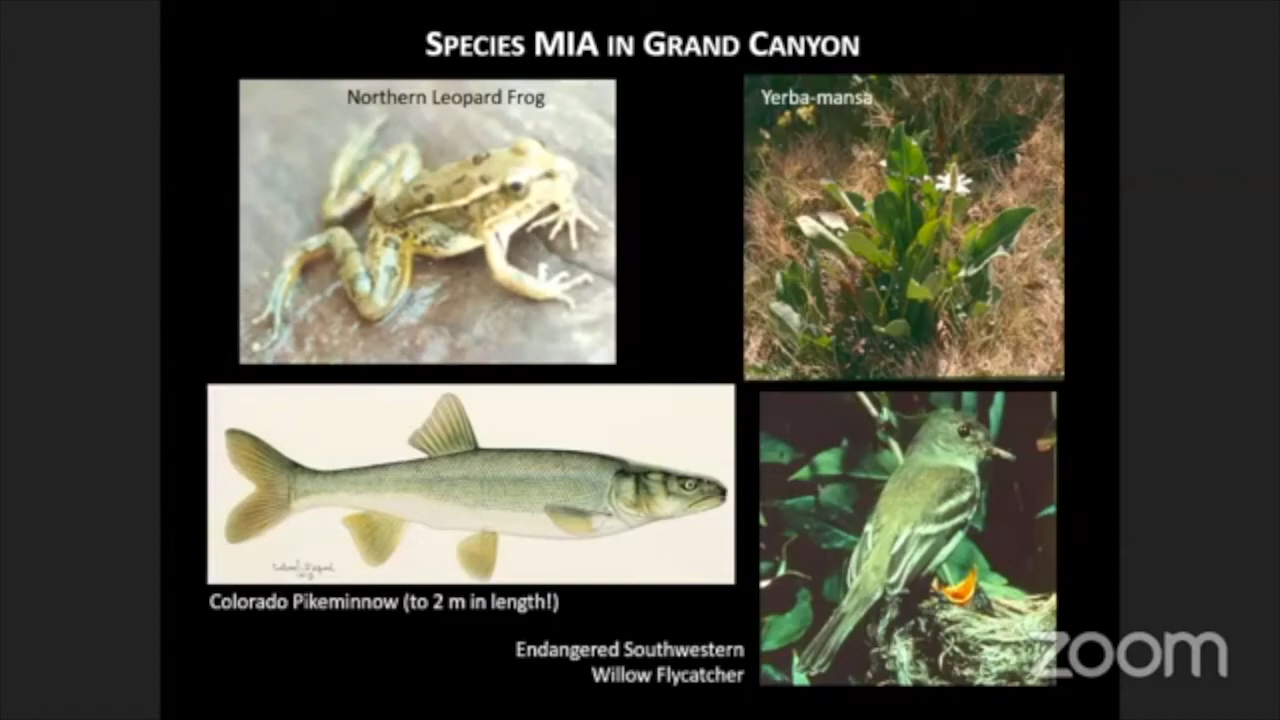 SPECIES MIA IN GRAND CANYON
Northern Leopard Frog
Yerba-mansa
Colorado Pikeminnow (to 2 m in length!)
Endangered Southwestern
Willow Flycatcher
zoom